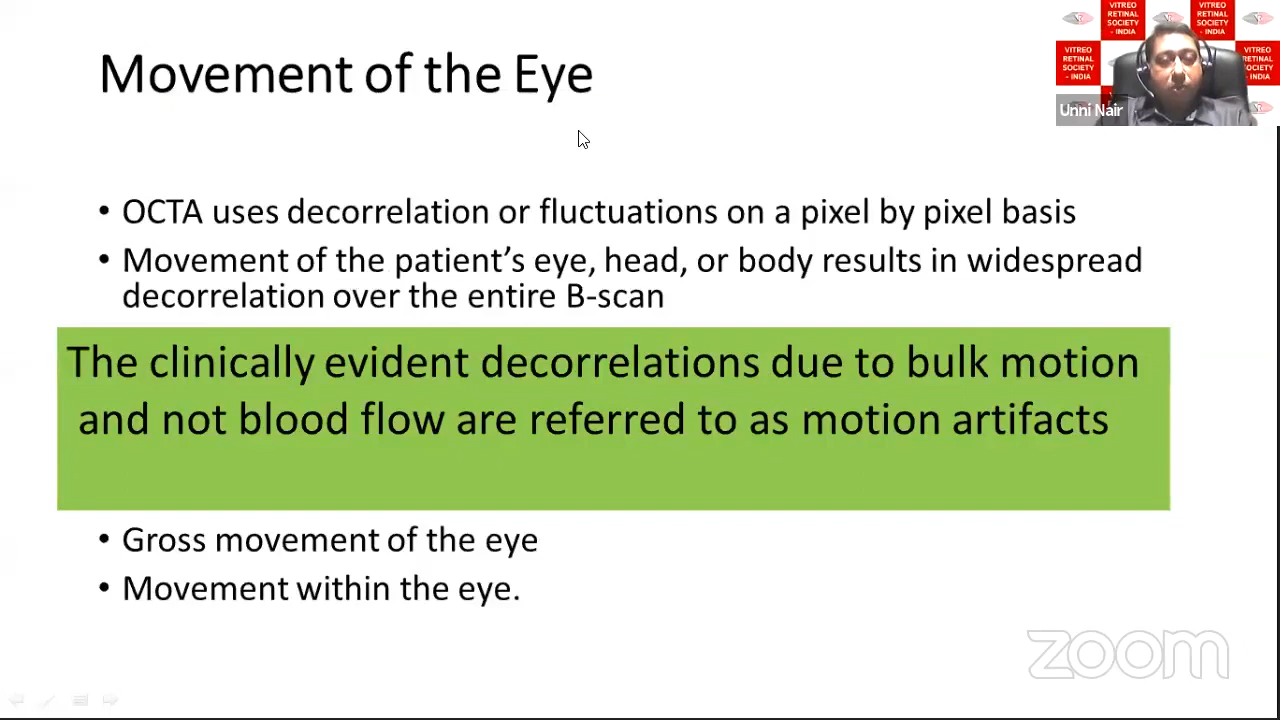 Movement of the Eye
• OCTA uses decorrelation or fluctuations on a pixel by pixel basis
• Movement of the patient's eye, head, or body results in widespread
decorrelation over the entire B-scan
The clinically evident decorrelations due to bulk motion
and not blood flow are referred to as motion artifacts
• Gross movement of the eye
• Movement within the eye.
VITREO
RETINAL
SOCIETY
- INDIA
VITREO
RETINAL
SOCIETY
- INDIA
VITREO
RETINAL
SOCIETY
- INDIA
VITREO
RETINAL
SOCIETY
- INDIA
Unni Nair
zoom